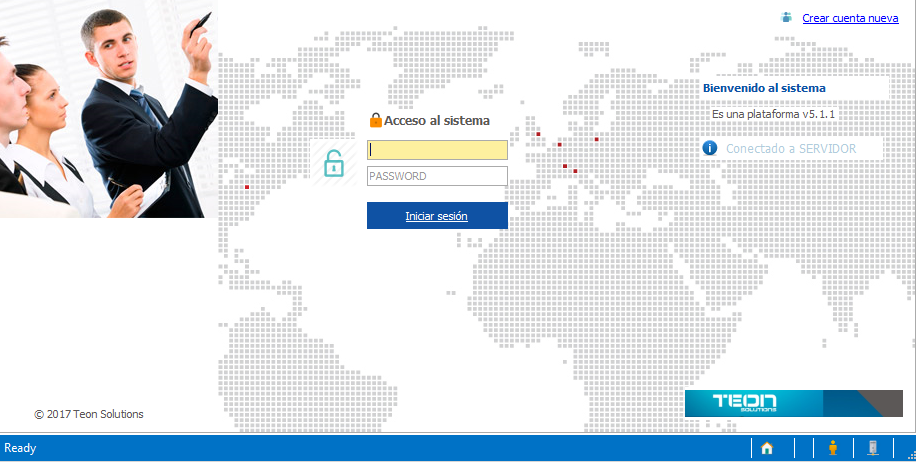 Crear cuenta nueva
Bienvenido al sistema
Es una plataforma v5.1.1
Acceso al sistema
Conectado a SERVIDOR
PASSWORD
Iniciar sesión
TEON
SOLUTIONS
© 2017 Teon Solutions
Ready